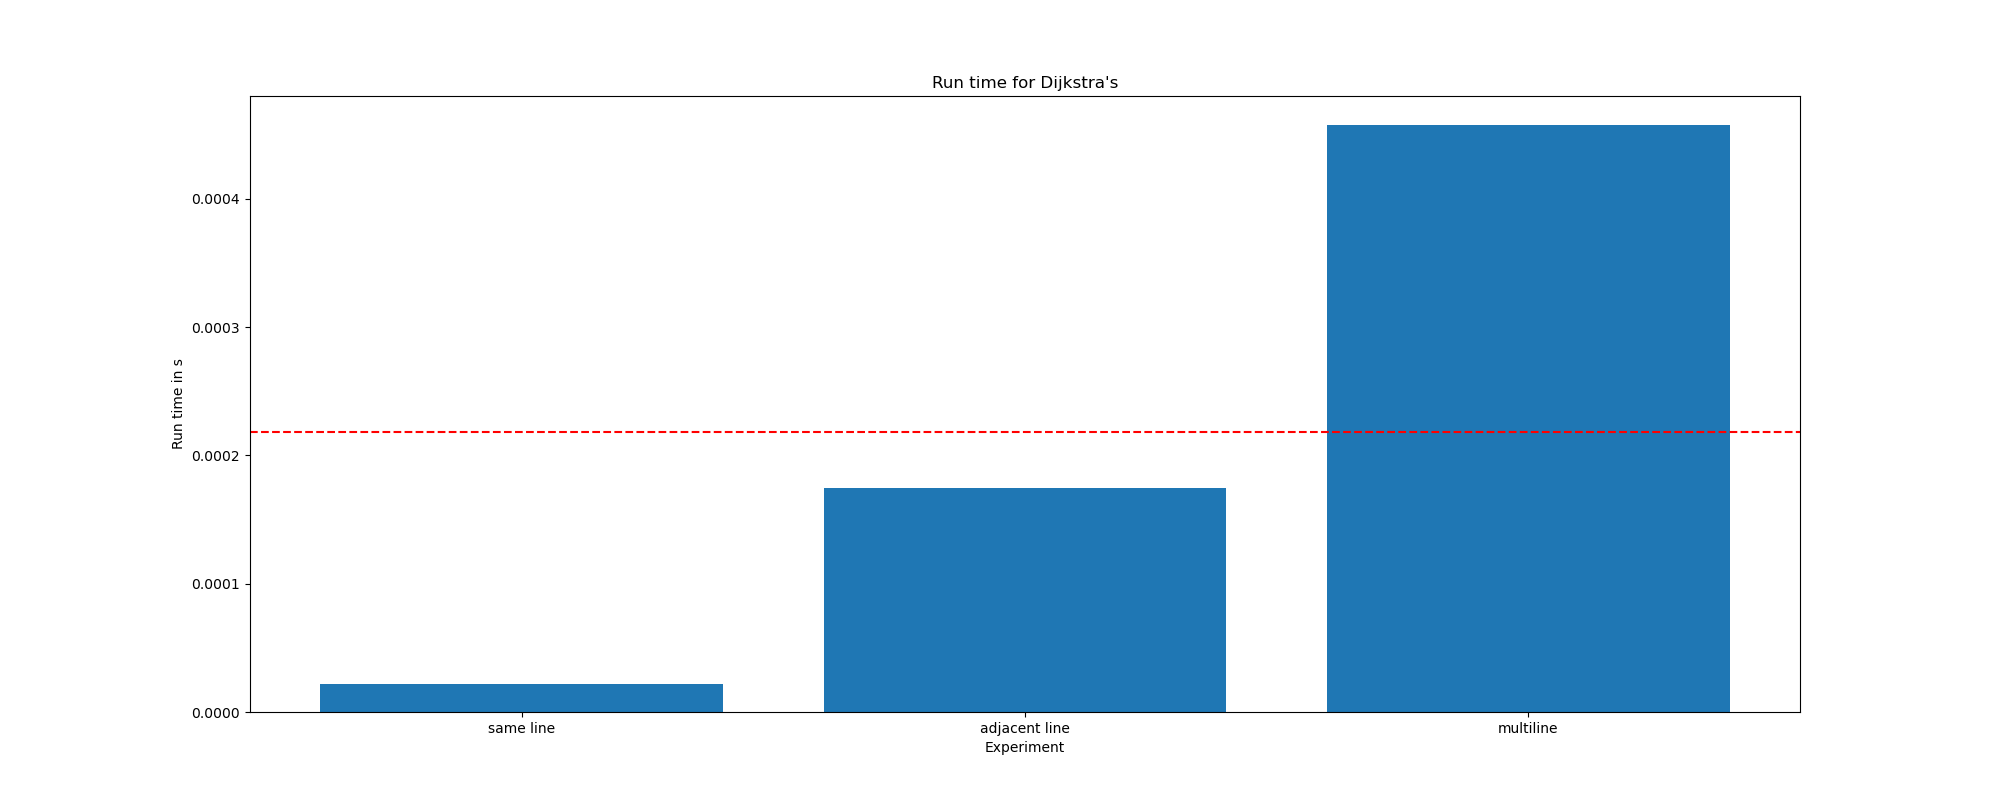 Run time for Dijkstra's
Run time in s
0.0004
0.0003
0.0002
0.0001
0.0000
same line
adjacent line
multiline
Experiment